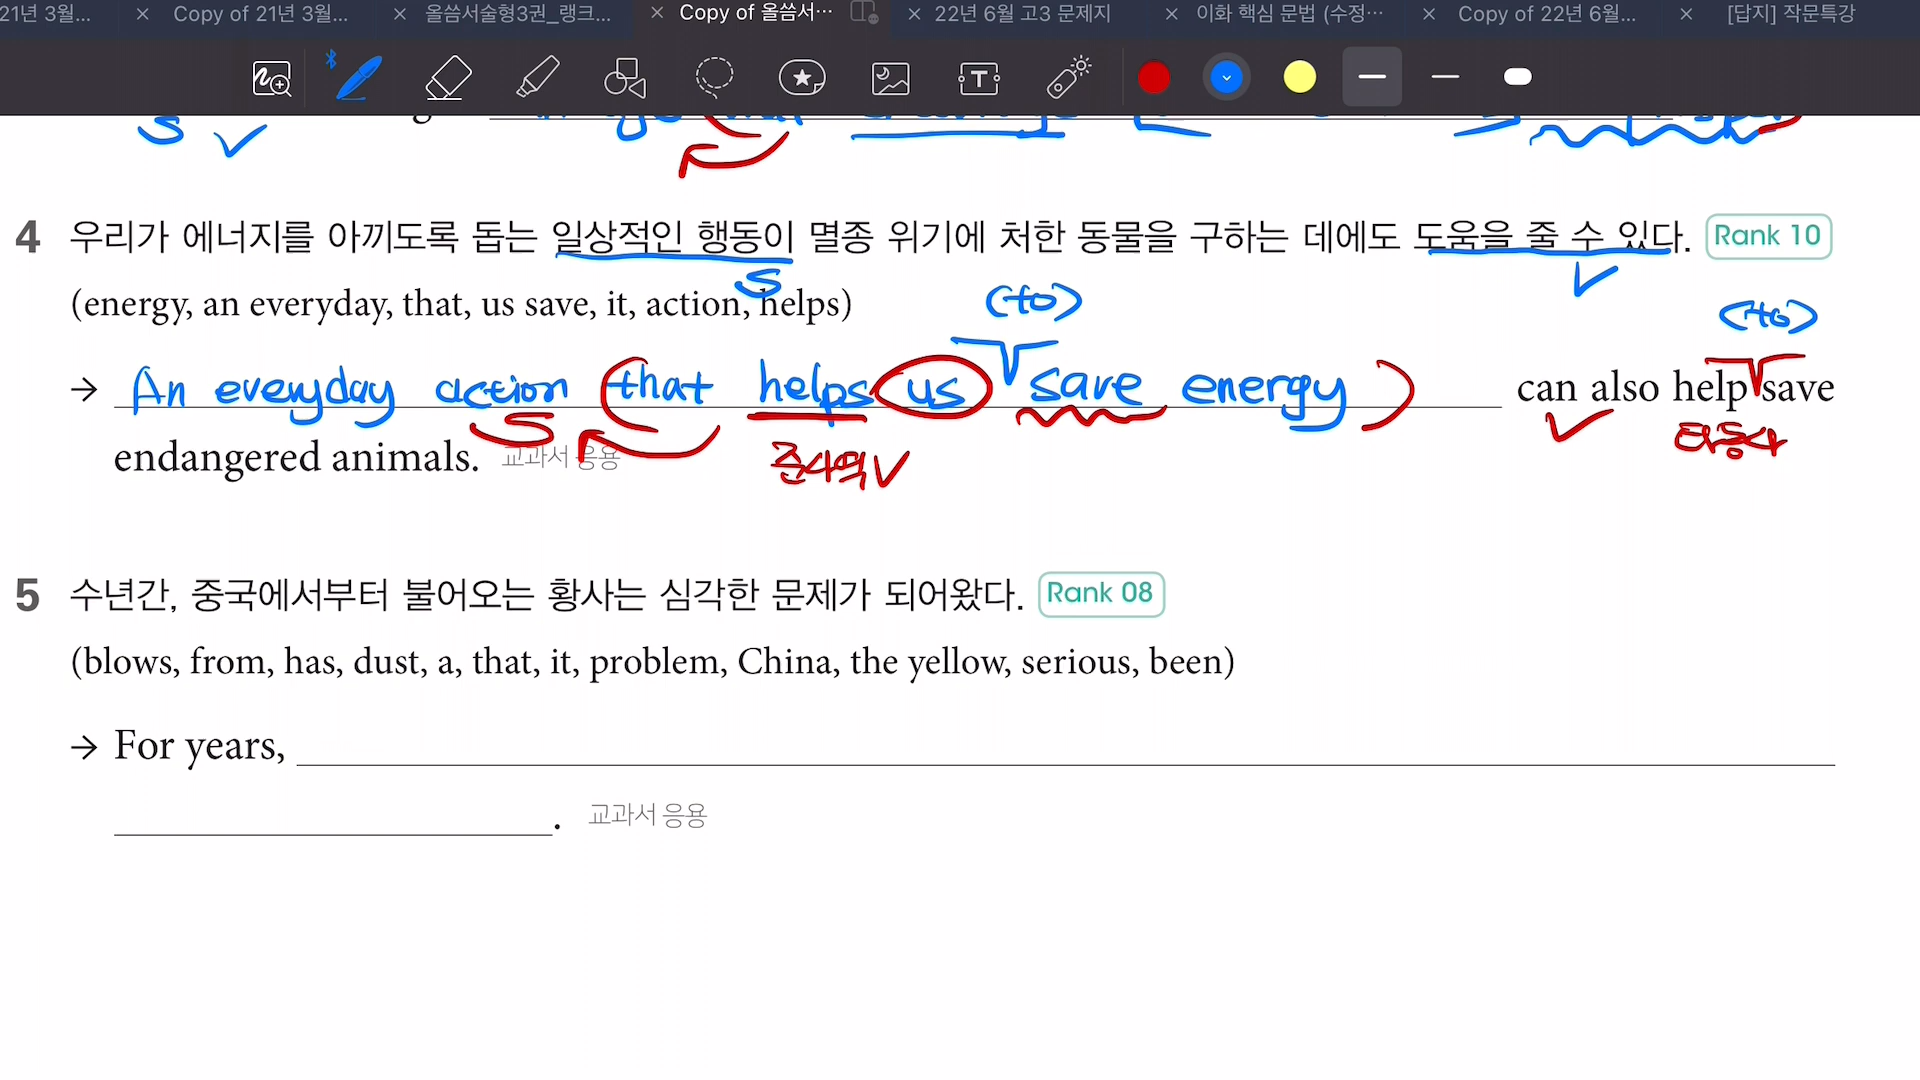 21년 3월...
Copy of 21년 3월...
올씀서술형3권_랭크...
Copy of 올씀서...
22년 6월 고3 문제지
이화 핵심 문법 (수정...
Copy of 22년 6월...
[답지] 작문특강
S
4 우리가 에너지를 아끼도록 돕는 일상적인 행동이 멸종 위기에 처한 동물을 구하는 데에도 도움을 줄 수 있다. Rank 10
S
(energy, an everyday, that, us save, it, action, helps)
(to) (to)
→ An everyday action (that helps us save energy) can also help save
S
endangered animals. 교과서 응용
준사역V 타동사
5 수년간, 중국에서부터 불어오는 황사는 심각한 문제가 되어왔다. Rank 08
(blows, from, has, dust, a, that, it, problem, China, the yellow, serious, been)
→ For years,
. 교과서 응용